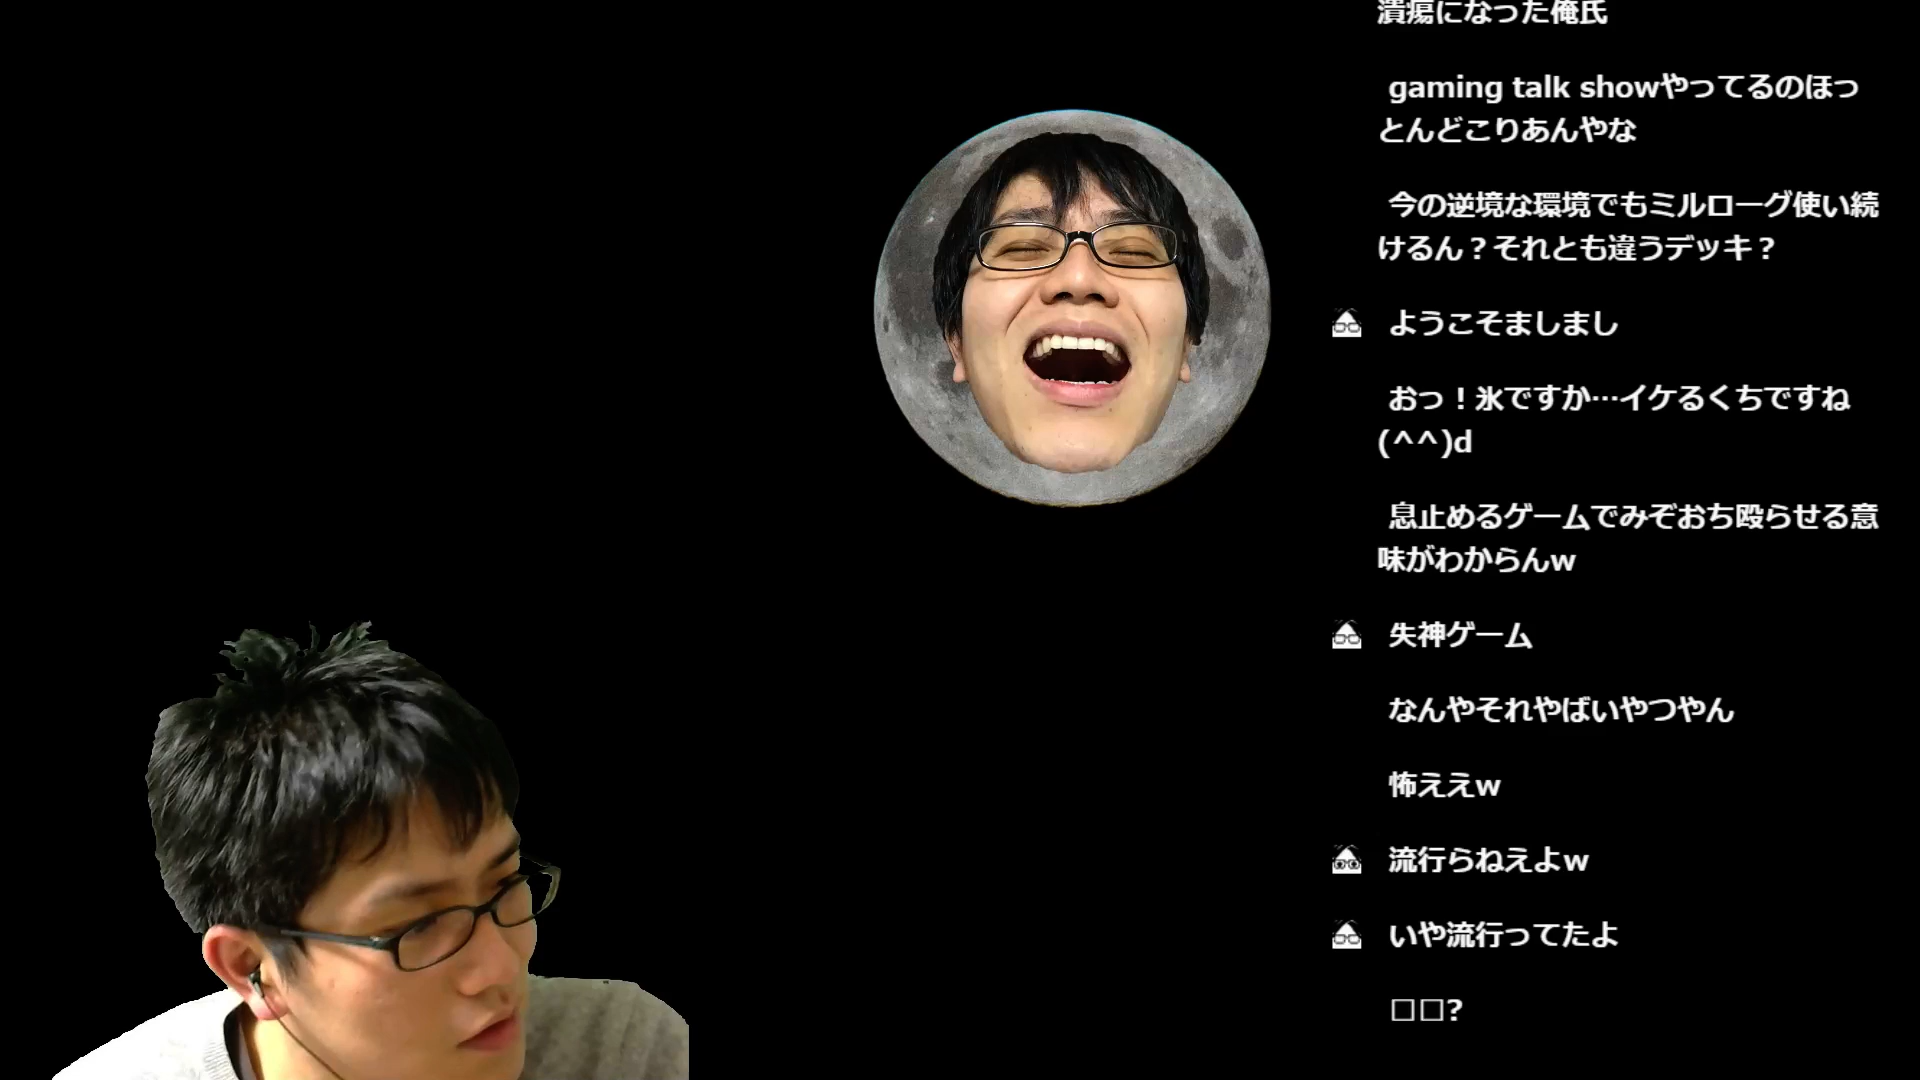 潰瘍になった俺氏
gaming talk showやってるのほっ
とんどこりあんやな
今の逆境な環境でもミルローグ使い続
けるん？それとも違うデッキ？
ようこそましまし
おっ！氷ですか…イケるくちですね
(^^)d
息止めるゲームでみぞおち殴らせる意
味がわからんw
失神ゲーム
なんやそれやばいやつやん
怖ええw
流行らねえよw
いや流行ってたよ
□□?